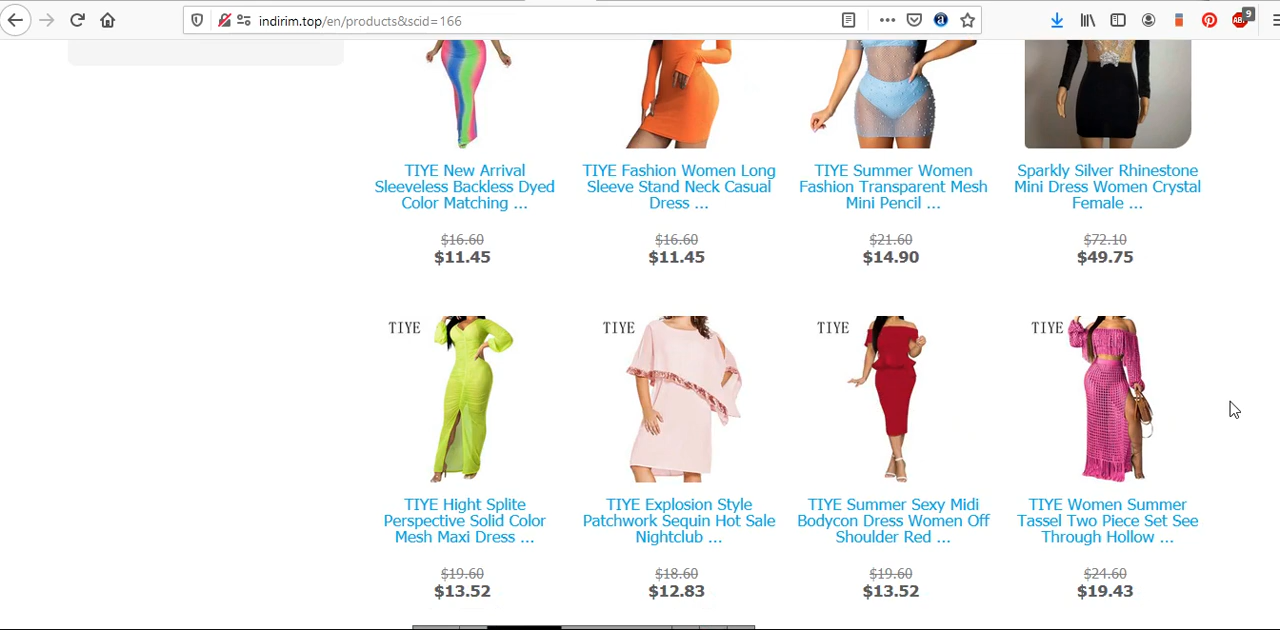 indirim.top/en/products&scid=166
9
ABP
TIYE New Arrival
Sleeveless Backless Dyed
Color Matching ...
$16.60
$11.45
TIYE Fashion Women Long
Sleeve Stand Neck Casual
Dress ...
$16.60
$11.45
TIYE Summer Women
Fashion Transparent Mesh
Mini Pencil ...
$21.60
$14.90
Sparkly Silver Rhinestone
Mini Dress Women Crystal
Female ...
$72.10
$49.75
TIYE
TIYE Hight Splite
Perspective Solid Color
Mesh Maxi Dress ...
$19.60
$13.52
TIYE
TIYE Explosion Style
Patchwork Sequin Hot Sale
Nightclub ...
$18.60
$12.83
TIYE
TIYE Summer Sexy Midi
Bodycon Dress Women Off
Shoulder Red ...
$19.60
$13.52
TIYE
TIYE Women Summer
Tassel Two Piece Set See
Through Hollow ...
$24.60
$19.43